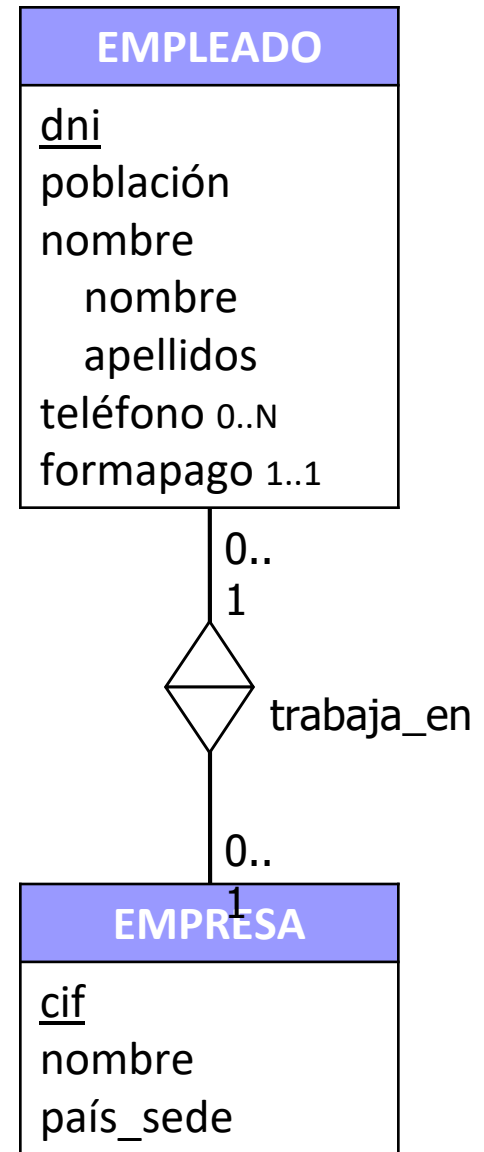 EMPLEADO
dni
población
nombre
nombre
apellidos
teléfono 0..N
formapago 1..1
0..
1
trabaja_en
0..
1
EMPRESA
cif
nombre
país_sede